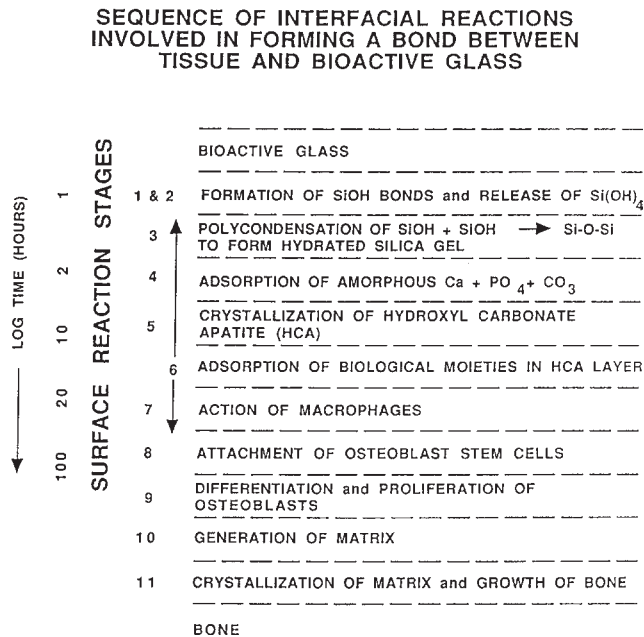 SEQUENCE OF INTERFACIAL REACTIONS
INVOLVED IN FORMING A BOND BETWEEN
TISSUE AND BIOACTIVE GLASS
LOG TIME (HOURS)
1
2
10
20
100
SURFACE REACTION STAGES
BIOACTIVE GLASS
1 & 2 FORMATION OF SiOH BONDS and RELEASE OF Si(OH)4
3 POLYCONDENSATION OF SiOH + SiOH → Si-O-Si
TO FORM HYDRATED SILICA GEL
4 ADSORPTION OF AMORPHOUS Ca + PO4 + CO3
5 CRYSTALLIZATION OF HYDROXYL CARBONATE
APATITE (HCA)
6 ADSORPTION OF BIOLOGICAL MOIETIES IN HCA LAYER
7 ACTION OF MACROPHAGES
8 ATTACHMENT OF OSTEOBLAST STEM CELLS
9 DIFFERENTIATION and PROLIFERATION OF
OSTEOBLASTS
10 GENERATION OF MATRIX
11 CRYSTALLIZATION OF MATRIX and GROWTH OF BONE
BONE